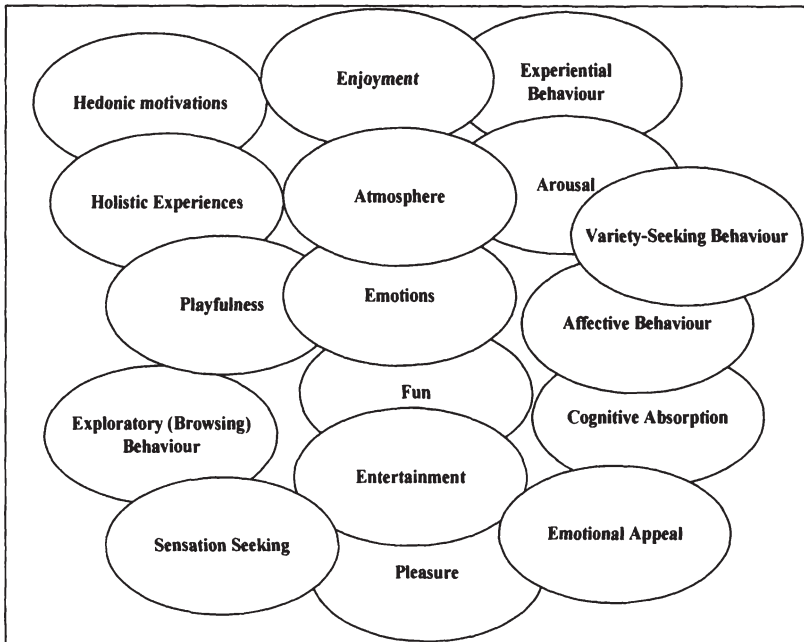 Enjoyment
Experiential
Behaviour
Hedonic motivations
Arousal
Atmosphere
Holistic Experiences
Variety-Seeking Behaviour
Emotions
Playfulness
Affective Behaviour
Fun
Cognitive Absorption
Exploratory (Browsing)
Behaviour
Entertainment
Emotional Appeal
Sensation Seeking
Pleasure